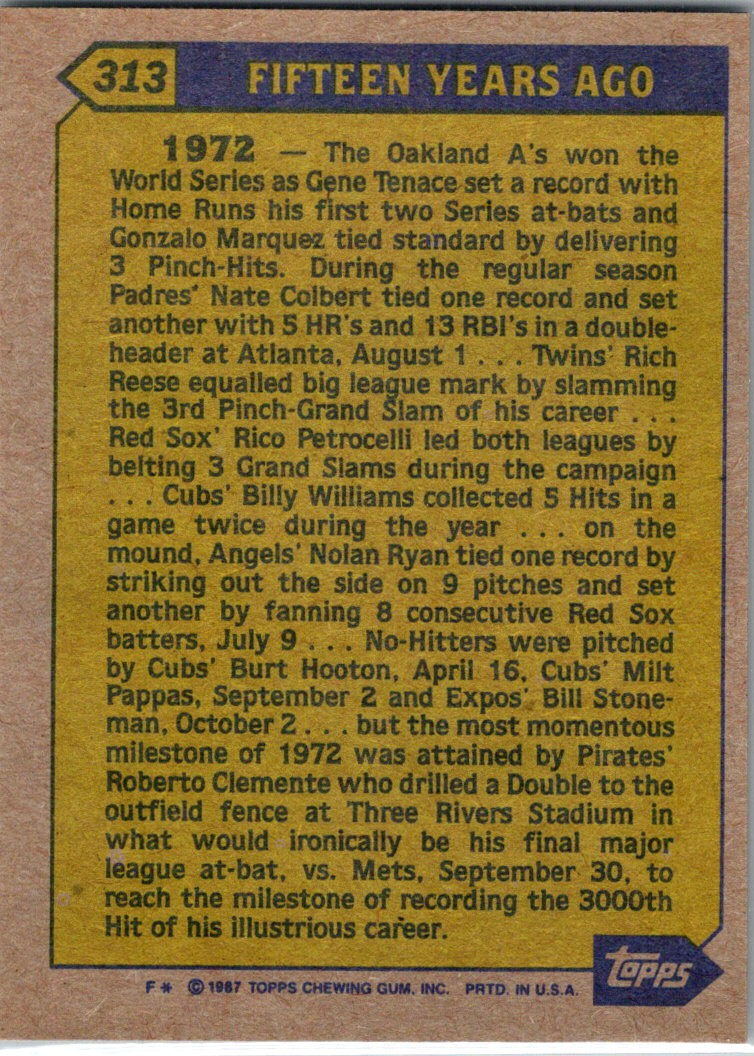 313 FIFTEEN YEARS AGO
1972 — The Oakland A's won the
World Series as Gene Tenace set a record with
Home Runs his first two Series at-bats and
Gonzalo Marquez tied standard by delivering
3 Pinch-Hits. During the regular season
Padres' Nate Colbert tied one record and set
another with 5 HR's and 13 RBI's in a double-
header at Atlanta, August 1 . . . Twins' Rich
Reese equalled big league mark by slamming
the 3rd Pinch-Grand Slam of his career . . .
Red Sox' Rico Petrocelli led both leagues by
belting 3 Grand Slams during the campaign
. . . Cubs' Billy Williams collected 5 Hits in a
game twice during the year . . . on the
mound, Angels' Nolan Ryan tied one record by
striking out the side on 9 pitches and set
another by fanning 8 consecutive Red Sox
batters, July 9 . . . No-Hitters were pitched
by Cubs' Burt Hooton, April 16, Cubs' Milt
Pappas, September 2 and Expos' Bill Stone-
man, October 2 . . . but the most momentous
milestone of 1972 was attained by Pirates'
Roberto Clemente who drilled a Double to the
outfield fence at Three Rivers Stadium in
what would ironically be his final major
league at-bat, vs. Mets, September 30, to
reach the milestone of recording the 3000th
Hit of his illustrious career.
topps
F* © 1987 TOPPS CHEWING GUM, INC. PRTD. IN U.S.A.